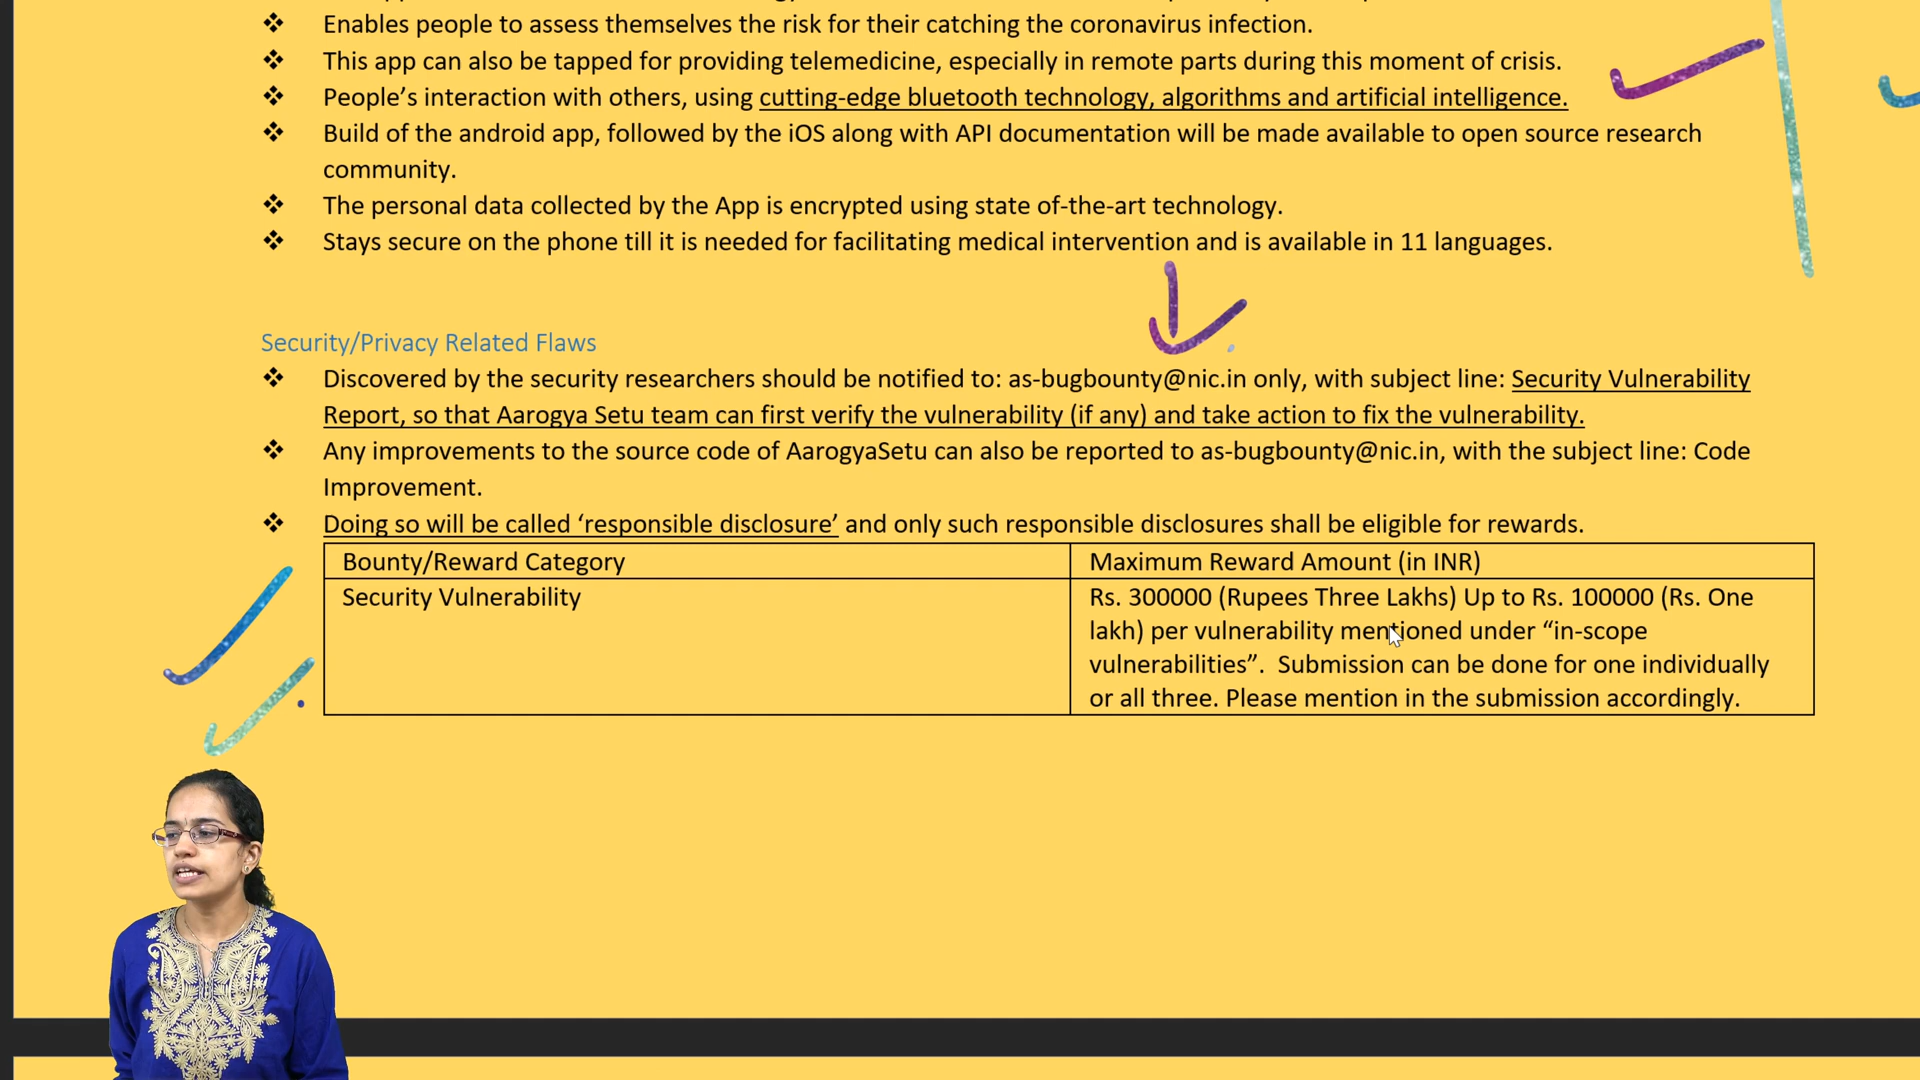 ❖ Enables people to assess themselves the risk for their catching the coronavirus infection.
❖ This app can also be tapped for providing telemedicine, especially in remote parts during this moment of crisis.
❖ People’s interaction with others, using cutting-edge bluetooth technology, algorithms and artificial intelligence.
❖ Build of the android app, followed by the iOS along with API documentation will be made available to open source research
community.
❖ The personal data collected by the App is encrypted using state of-the-art technology.
❖ Stays secure on the phone till it is needed for facilitating medical intervention and is available in 11 languages.
Security/Privacy Related Flaws
❖ Discovered by the security researchers should be notified to: as-bugbounty@nic.in only, with subject line: Security Vulnerability
Report, so that Aarogya Setu team can first verify the vulnerability (if any) and take action to fix the vulnerability.
❖ Any improvements to the source code of AarogyaSetu can also be reported to as-bugbounty@nic.in, with the subject line: Code
Improvement.
❖ Doing so will be called ‘responsible disclosure’ and only such responsible disclosures shall be eligible for rewards.
Bounty/Reward Category
Maximum Reward Amount (in INR)
Security Vulnerability
Rs. 300000 (Rupees Three Lakhs) Up to Rs. 100000 (Rs. One
lakh) per vulnerability mentioned under “in-scope
vulnerabilities”. Submission can be done for one individually
or all three. Please mention in the submission accordingly.